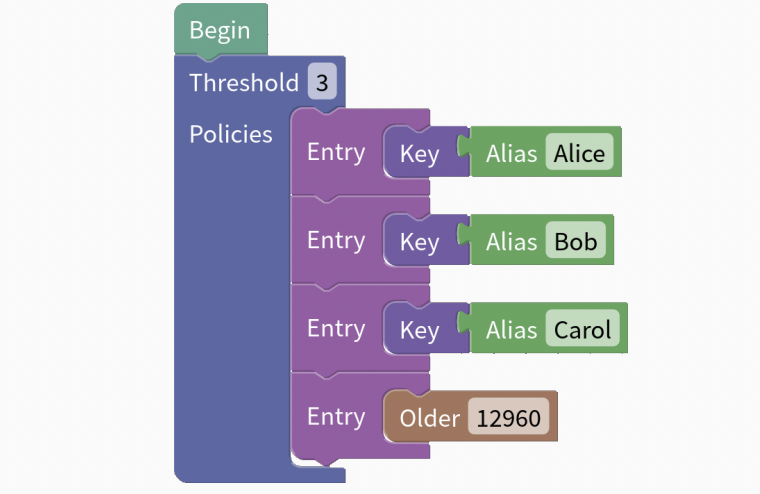 Begin
Threshold 3
Policies
Entry Key Alias Alice
Entry Key Alias Bob
Entry Key Alias Carol
Entry Older 12960